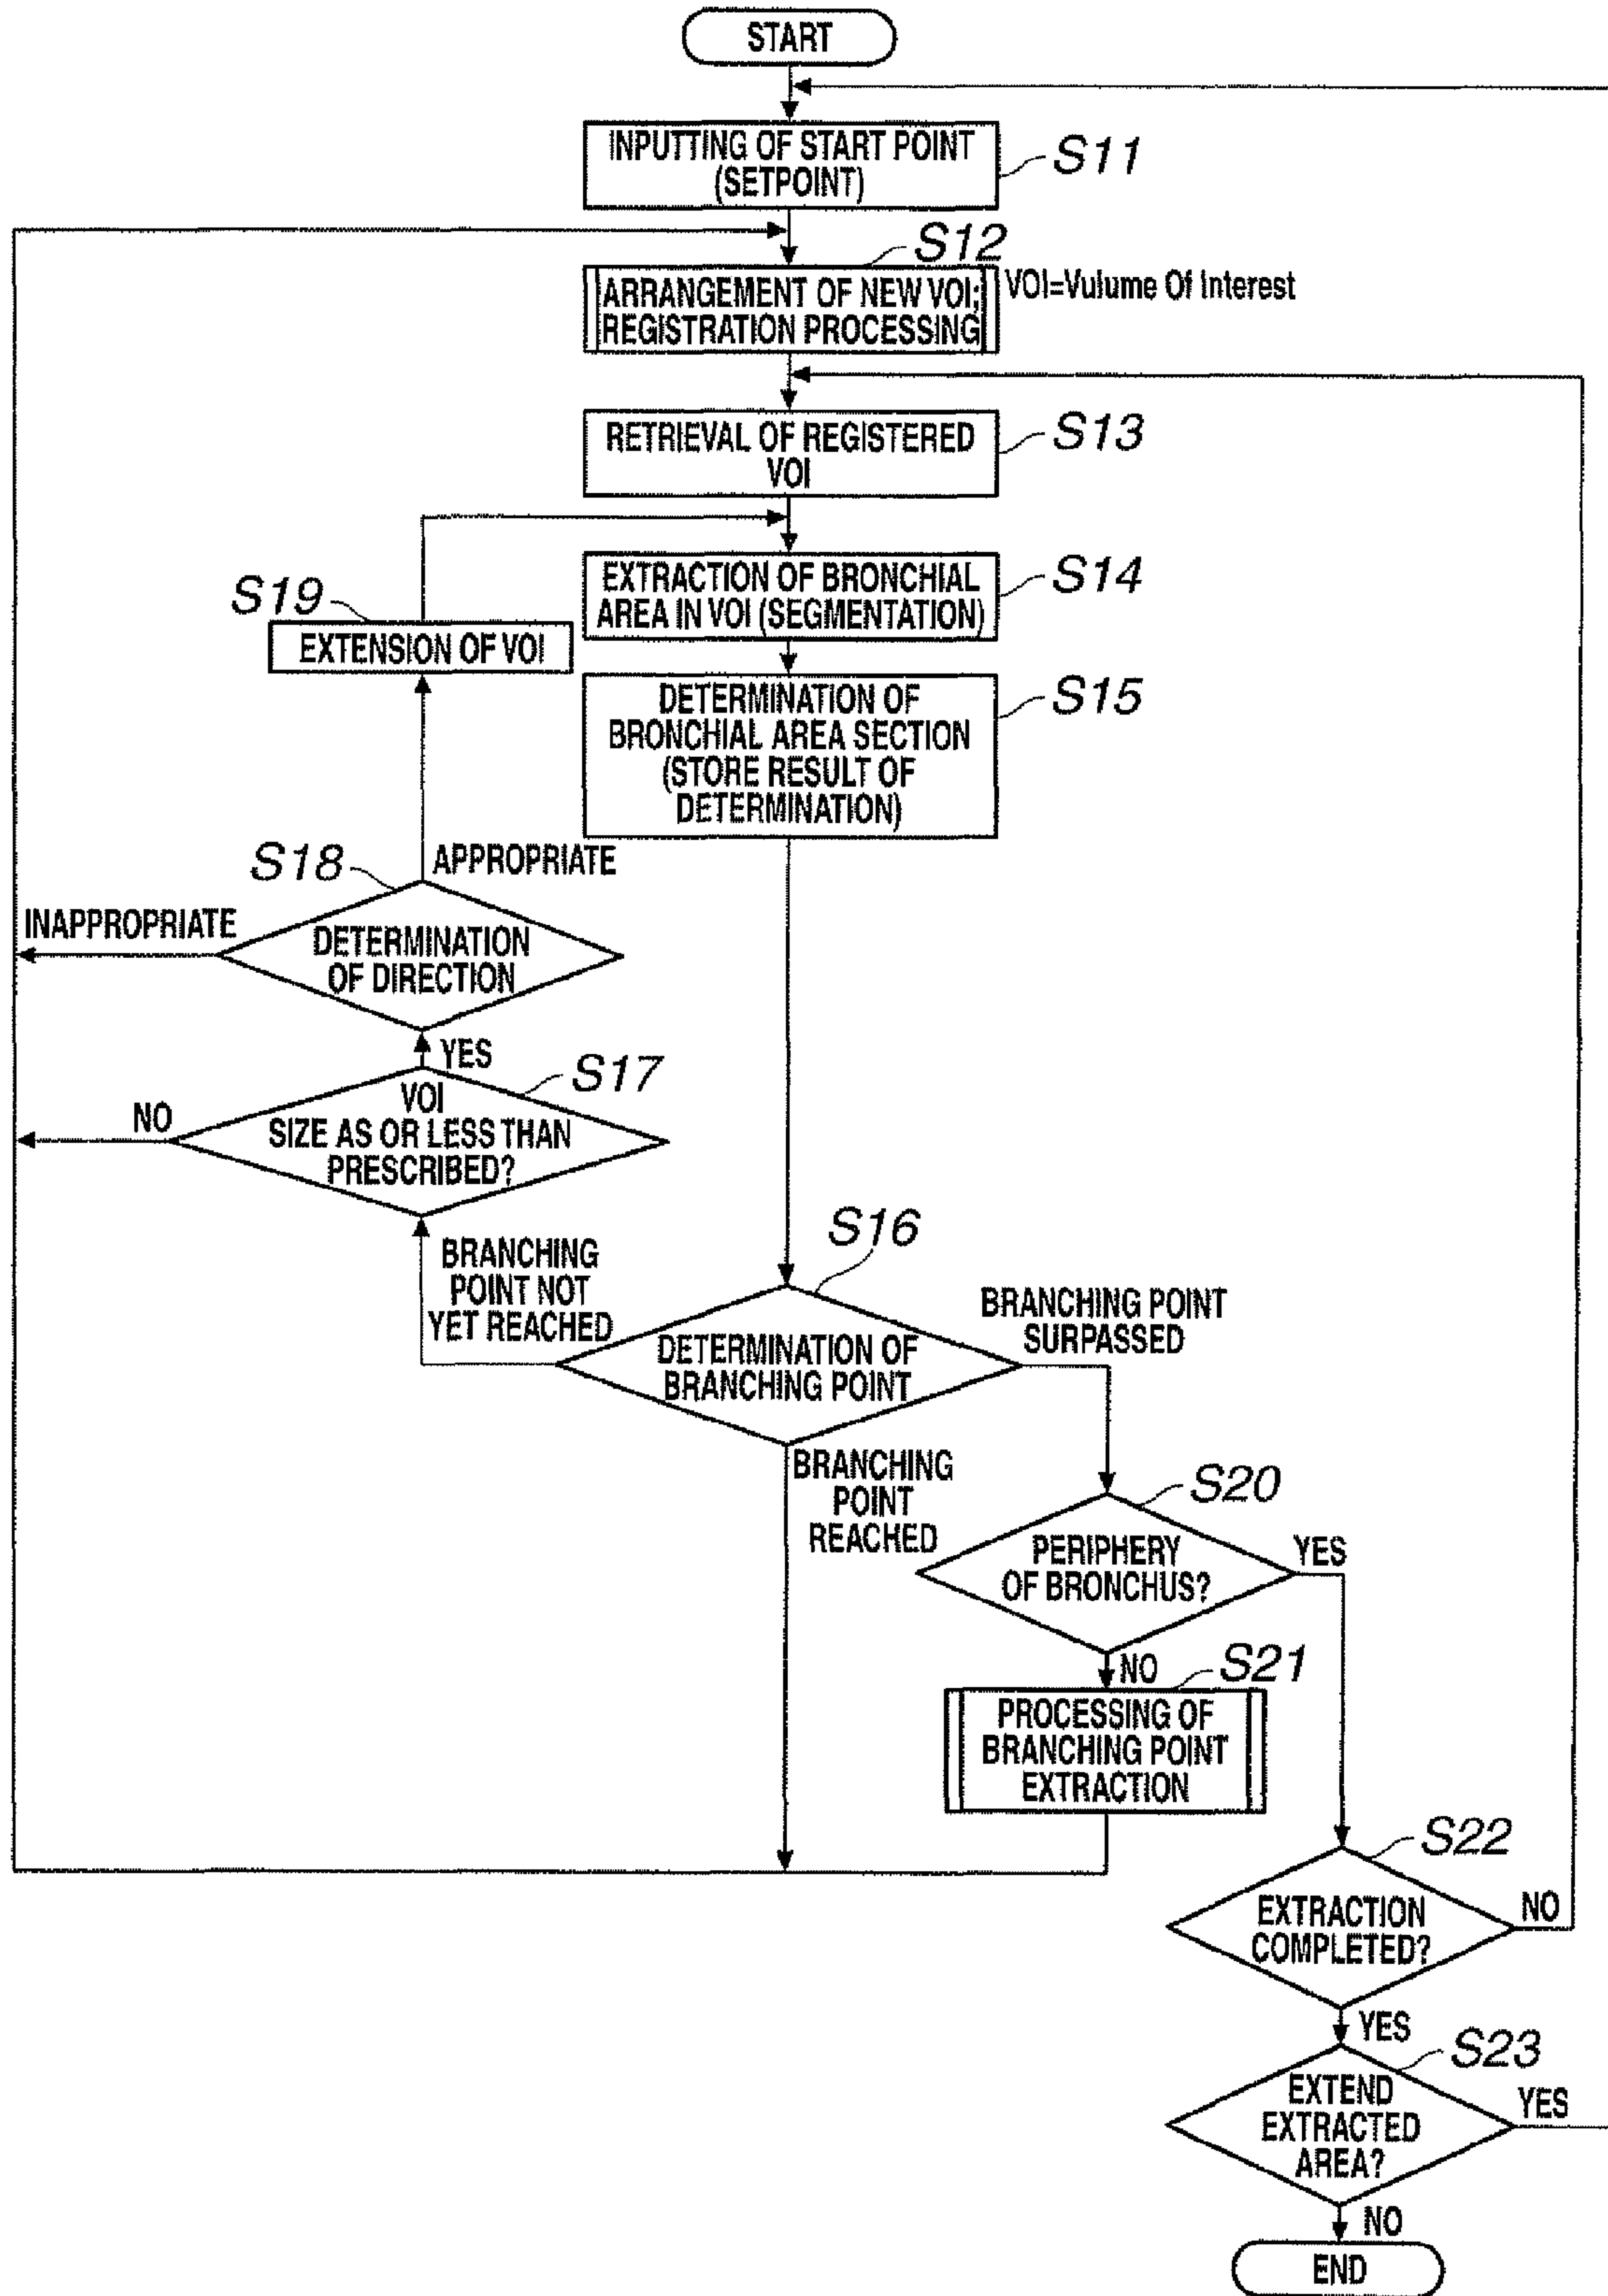 START
INPUTTING OF START POINT
(SETPOINT)
S11
S12
ARRANGEMENT OF NEW VOI;
REGISTRATION PROCESSING
VOI=Vulume Of Interest
RETRIEVAL OF REGISTERED
VOI
S13
EXTRACTION OF BRONCHIAL
AREA IN VOI (SEGMENTATION)
S14
S19
EXTENSION OF VOI
DETERMINATION OF
BRONCHIAL AREA SECTION
(STORE RESULT OF
DETERMINATION)
S15
S18
APPROPRIATE
INAPPROPRIATE
DETERMINATION
OF DIRECTION
YES
S17
NO
VOI
SIZE AS OR LESS THAN
PRESCRIBED?
S16
BRANCHING
POINT NOT
YET REACHED
BRANCHING POINT
SURPASSED
DETERMINATION OF
BRANCHING POINT
BRANCHING
POINT
REACHED
S20
PERIPHERY
OF BRONCHUS?
YES
NO
S21
PROCESSING OF
BRANCHING POINT
EXTRACTION
S22
EXTRACTION
COMPLETED?
NO
YES
S23
EXTEND
EXTRACTED
AREA?
YES
NO
END